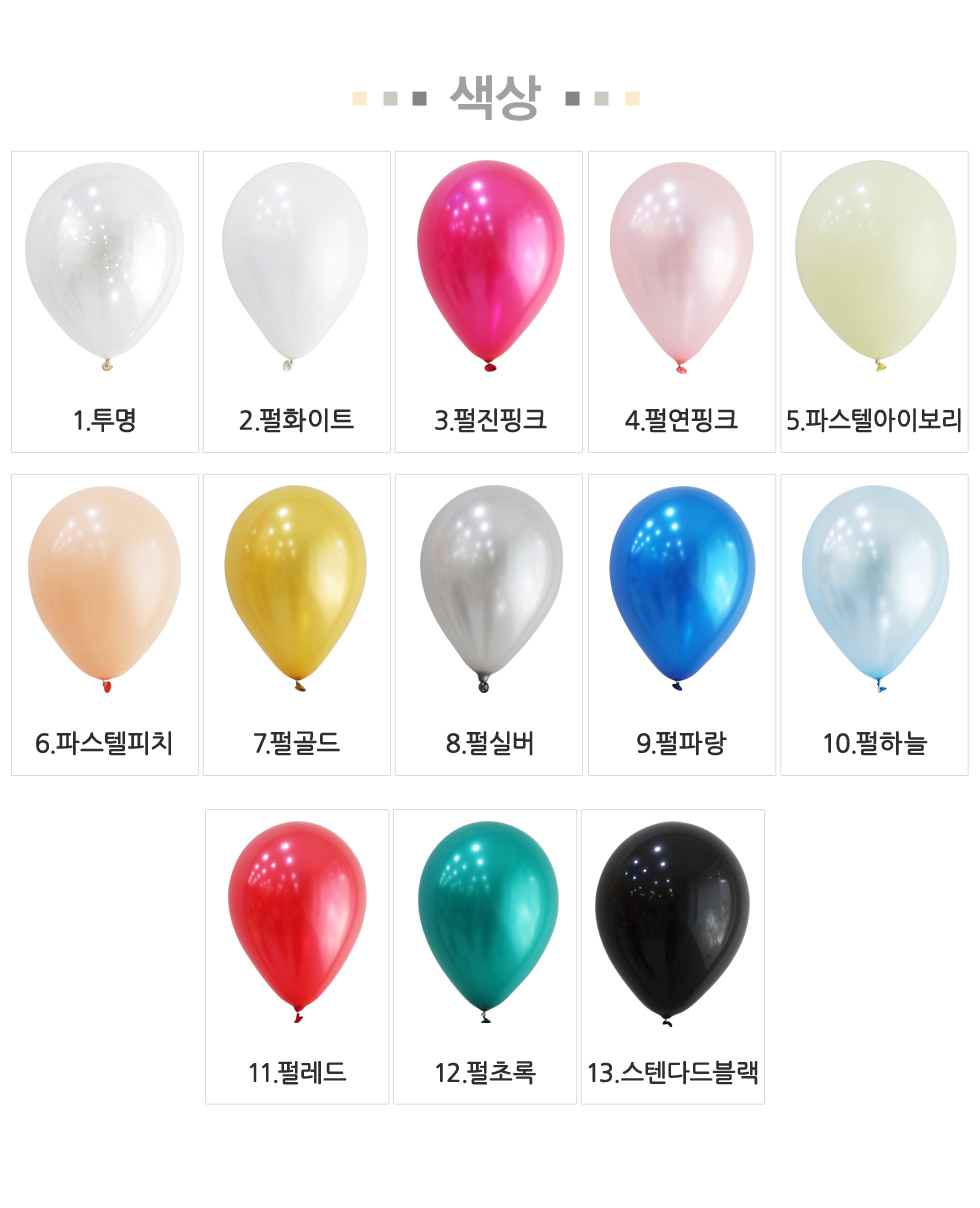 색상
1.투명
2.펄화이트
3.펄진핑크
4.펄연핑크
5.파스텔아이보리
6.파스텔피치
7.펄골드
8.펄실버
9.펄파랑
10.펄하늘
11.펄레드
12.펄초록
13.스텐다드블랙